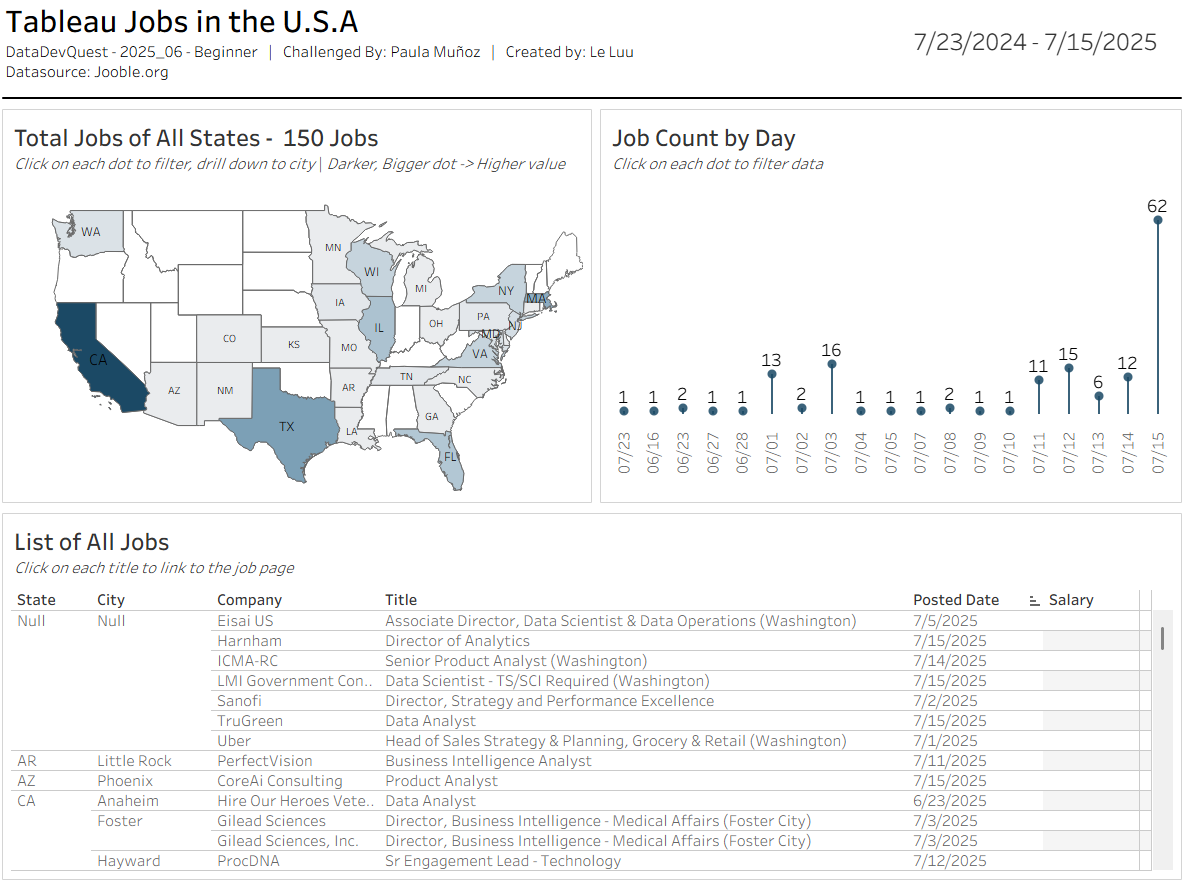 Tableau Jobs in the U.S.A
DataDevQuest - 2025_06 - Beginner | Challenged By: Paula Muñoz | Created by: Le Luu
Datasource: Jooble.org
7/23/2024 - 7/15/2025
Total Jobs of All States - 150 Jobs
Click on each dot to filter, drill down to city | Darker, Bigger dot -> Higher value
WA
MN
WI
MI
NY
MA
IA
IL
OH
PA
NJ
MD
CA
CO
KS
MO
VA
AZ
NM
AR
TN
NC
TX
LA
GA
FL
Job Count by Day
Click on each dot to filter data
1 1 2 1 1 13 2 16 1 1 1 2 1 1 11 15 6 12 62
07/23 06/16 06/23 06/27 06/28 07/01 07/02 07/03 07/04 07/05 07/07 07/08 07/09 07/10 07/11 07/12 07/13 07/14 07/15
List of All Jobs
Click on each title to link to the job page
State City Company Title Posted Date Salary
Null Null Eisai US Associate Director, Data Scientist & Data Operations (Washington) 7/5/2025
Harnham Director of Analytics 7/15/2025
ICMA-RC Senior Product Analyst (Washington) 7/14/2025
LMI Government Con.. Data Scientist - TS/SCI Required (Washington) 7/15/2025
Sanofi Director, Strategy and Performance Excellence 7/2/2025
TruGreen Data Analyst 7/15/2025
Uber Head of Sales Strategy & Planning, Grocery & Retail (Washington) 7/1/2025
AR Little Rock PerfectVision Business Intelligence Analyst 7/11/2025
AZ Phoenix CoreAi Consulting Product Analyst 7/15/2025
CA Anaheim Hire Our Heroes Vete.. Data Analyst 6/23/2025
Foster Gilead Sciences Director, Business Intelligence - Medical Affairs (Foster City) 7/3/2025
Gilead Sciences, Inc. Director, Business Intelligence - Medical Affairs (Foster City) 7/3/2025
Hayward ProcDNA Sr Engagement Lead - Technology 7/12/2025